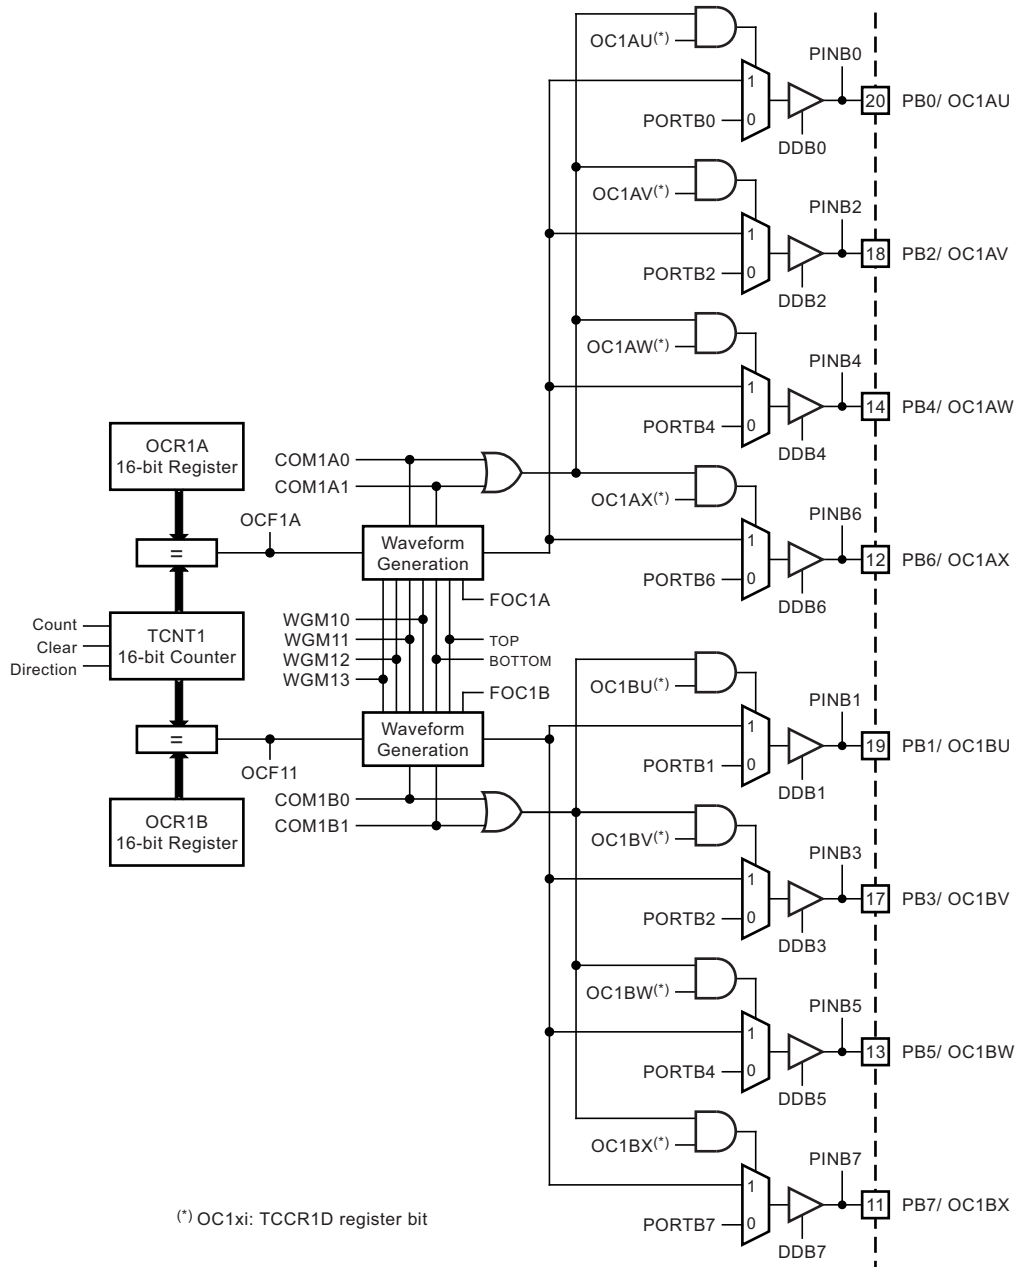 OC1AU(*)
PINB0
1
20
PB0/ OC1AU
PORTB0
0
DDB0
OC1AV(*)
PINB2
1
18
PB2/ OC1AV
PORTB2
0
DDB2
OC1AW(*)
PINB4
1
14
PB4/ OC1AW
PORTB4
0
DDB4
OC1AX(*)
PINB6
1
12
PB6/ OC1AX
PORTB6
0
DDB6
OCR1A
16-bit Register
COM1A0
COM1A1
OCF1A
=
Waveform
Generation
FOC1A
Count
Clear
Direction
TCNT1
16-bit Counter
WGM10
WGM11
WGM12
WGM13
TOP
BOTTOM
FOC1B
=
OCF11
Waveform
Generation
COM1B0
COM1B1
OCR1B
16-bit Register
OC1BU(*)
PINB1
1
19
PB1/ OC1BU
PORTB1
0
DDB1
OC1BV(*)
PINB3
1
17
PB3/ OC1BV
PORTB2
0
DDB3
OC1BW(*)
PINB5
1
13
PB5/ OC1BW
PORTB4
0
DDB5
OC1BX(*)
PINB7
1
11
PB7/ OC1BX
PORTB7
0
DDB7
(*) OC1xi: TCCR1D register bit